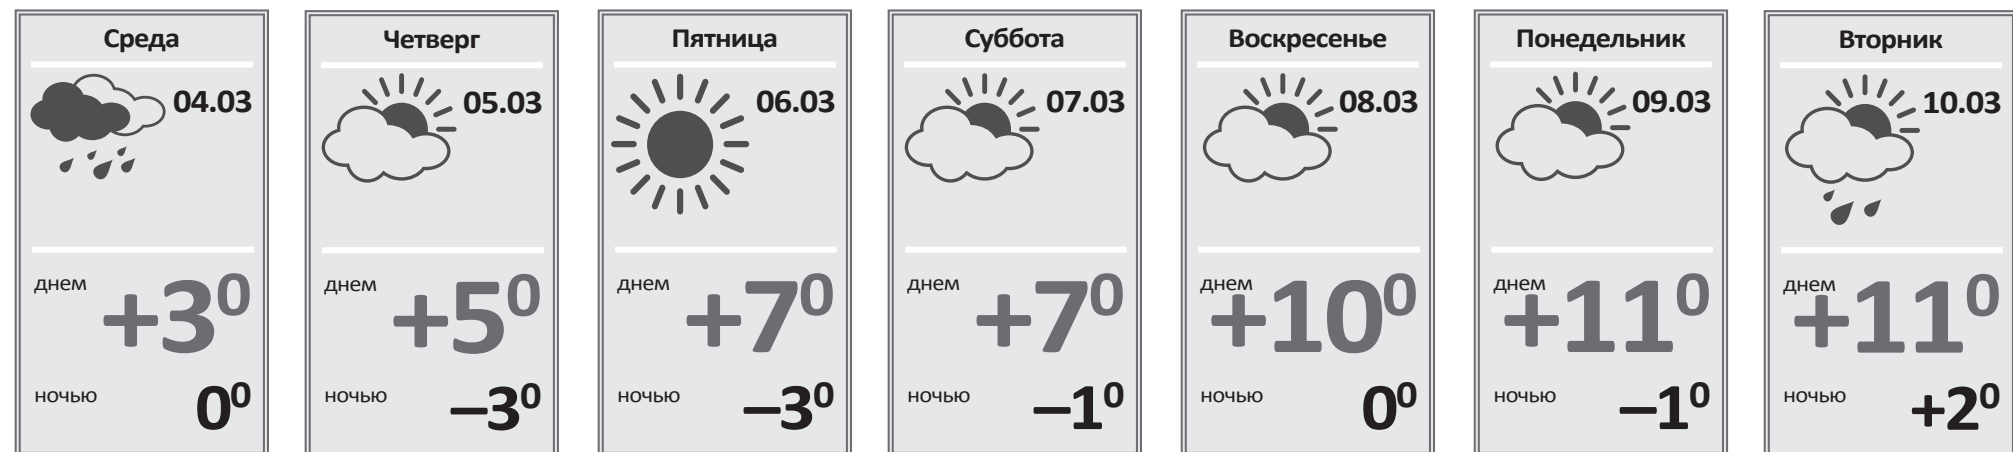 Среда
04.03
днем
+3⁰
ночью
0⁰
Четверг
05.03
днем
+5⁰
ночью
–3⁰
Пятница
06.03
днем
+7⁰
ночью
–3⁰
Суббота
07.03
днем
+7⁰
ночью
–1⁰
Воскресенье
08.03
днем
+10⁰
ночью
0⁰
Понедельник
09.03
днем
+11⁰
ночью
–1⁰
Вторник
10.03
днем
+11⁰
ночью
+2⁰